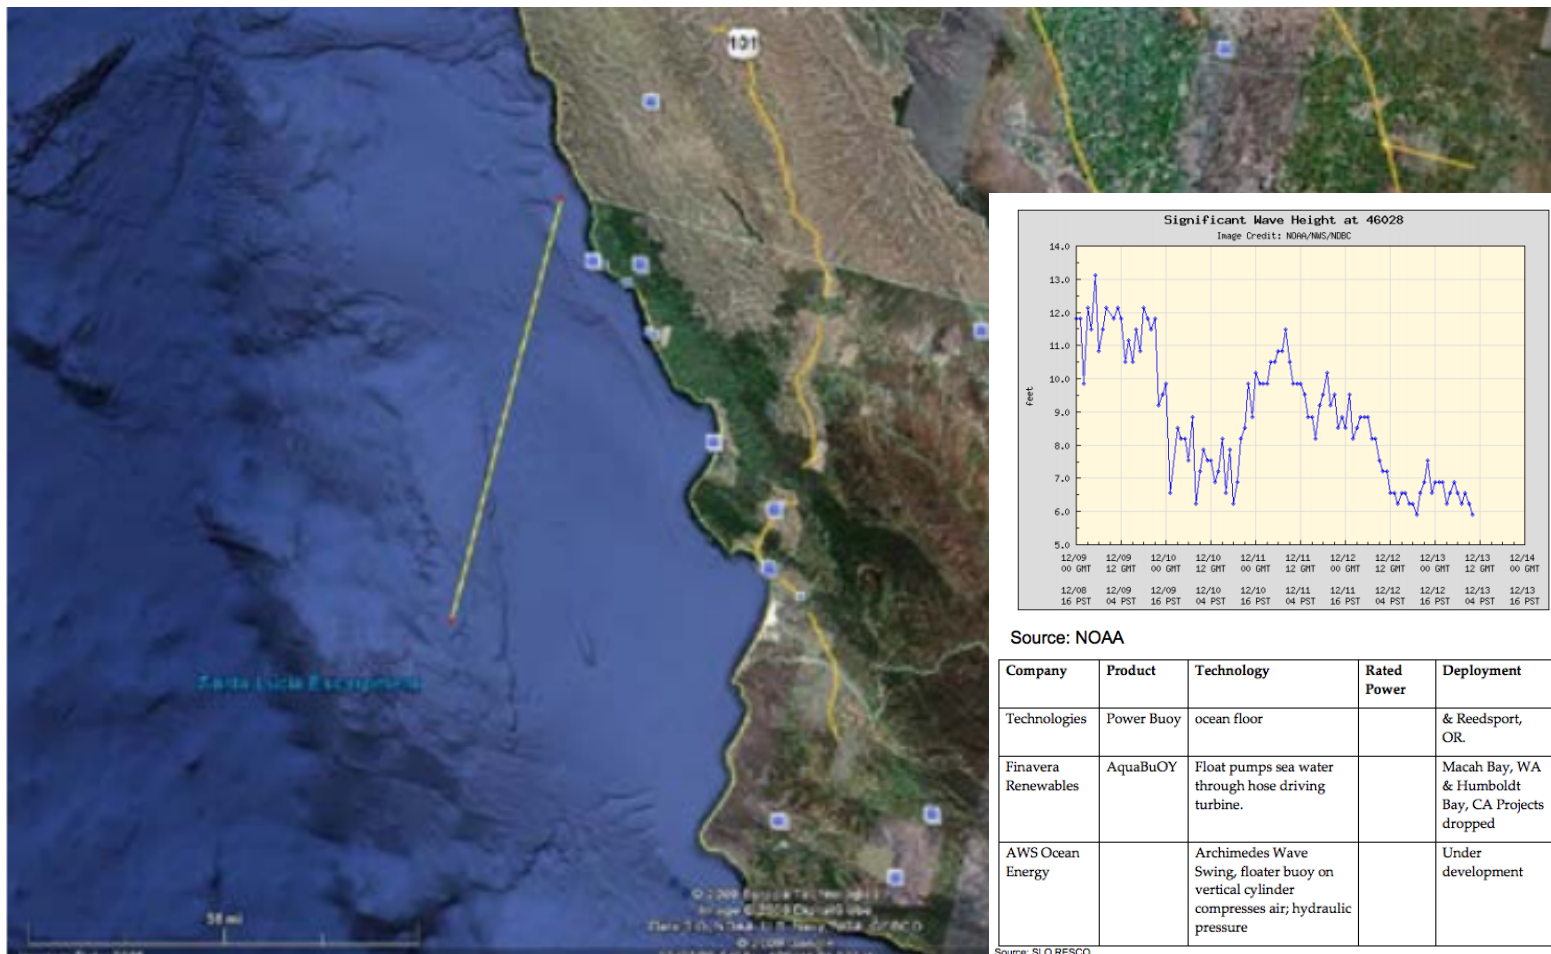 101
Significant Wave Height at 46028
Image Credit: NOAA/NWS/NDBC
14.0
13.0
12.0
11.0
10.0
9.0
8.0
7.0
6.0
5.0
feet
12/09 12/09 12/10 12/10 12/11 12/11 12/12 12/12 12/13 12/13 12/14
00 GMT 12 GMT 00 GMT 12 GMT 00 GMT 12 GMT 00 GMT 12 GMT 00 GMT 12 GMT 00 GMT
12/08 12/09 12/09 12/10 12/10 12/11 12/11 12/12 12/12 12/13 12/13
16 PST 04 PST 16 PST 04 PST 16 PST 04 PST 16 PST 04 PST 16 PST 04 PST 16 PST
Source: NOAA
Company Product Technology Rated Deployment
Power
Technologies Power Buoy ocean floor & Reedsport,
OR.
Finavera AquaBuOY Float pumps sea water Macah Bay, WA
Renewables through hose driving & Humboldt
turbine. Bay, CA Projects
dropped
AWS Ocean Archimedes Wave Under
Energy Swing, floater buoy on development
vertical cylinder
compresses air; hydraulic
pressure
Source: SLO RESCO
Santa Lucia Escarpment
38 mi